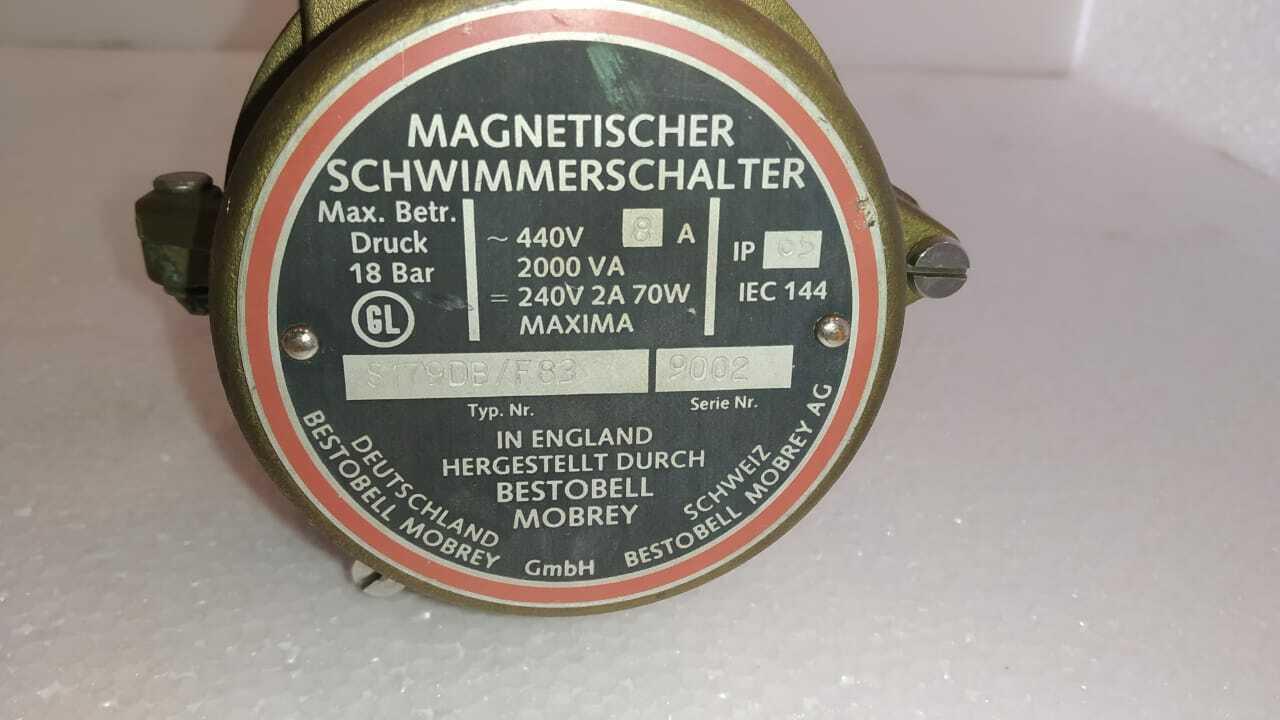 MAGNETISCHER
SCHWIMMERSCHALTER
Max. Betr.
Druck
18 Bar
GL
~ 440V 8 A
2000 VA
= 240V 2A 70W
MAXIMA
IP
IEC 144
S179DB/F83
Typ. Nr.
9002
Serie Nr.
IN ENGLAND
HERGESTELLT DURCH
BESTOBELL
MOBREY
DEUTSCHLAND
BESTOBELL MOBREY GmbH
SCHWEIZ
BESTOBELL MOBREY AG